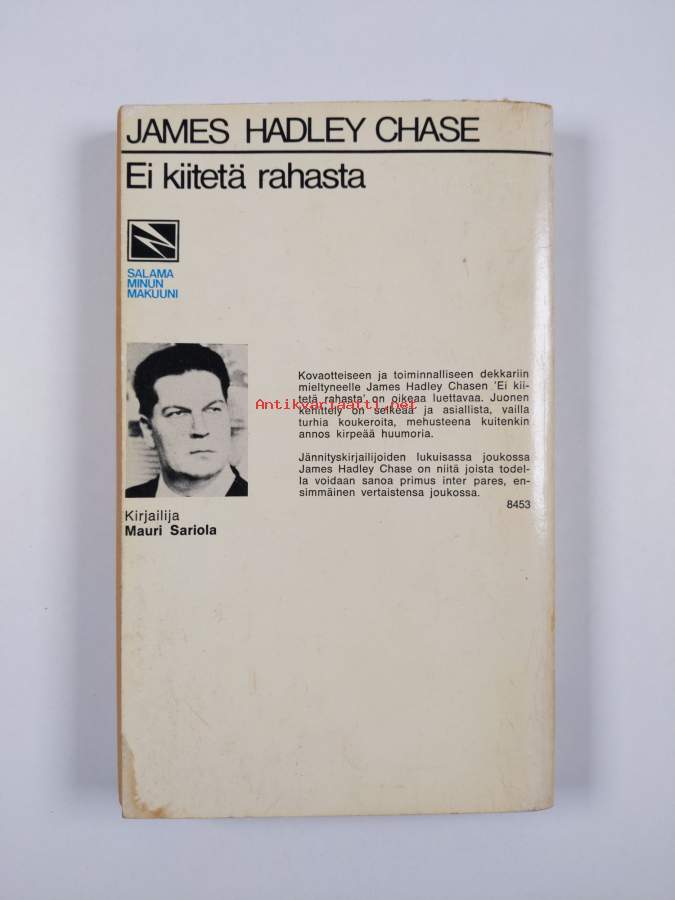 JAMES HADLEY CHASE
Ei kiitetä rahasta
SALAMA
MINUN
MAKUUNI
Kovaotteiseen ja toiminnalliseen dekkariin
mieltyneelle James Hadley Chasen 'Ei kii-
tetä rahasta' on oikeaa luettavaa. Juonen
kehittely on selkeää ja asiallista, vailla
turhia koukeroita, mehusteena kuitenkin
annos kirpeää huumoria.
Antikvariaatti.net
Jännityskirjailijoiden lukuisassa joukossa
James Hadley Chase on niitä joista todel-
la voidaan sanoa primus inter pares, en-
simmäinen vertaistensa joukossa.
8453
Kirjailija
Mauri Sariola